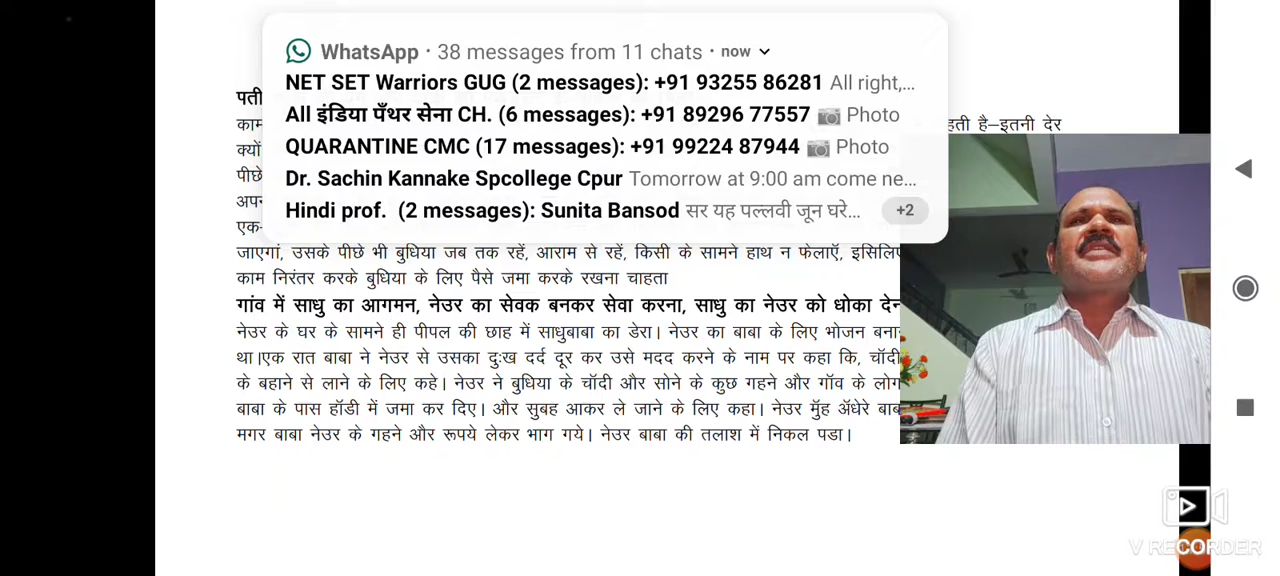 WhatsApp · 38 messages from 11 chats · now
NET SET Warriors GUG (2 messages): +91 93255 86281 All right,...
All इंडिया पँथर सेना CH. (6 messages): +91 89296 77557 Photo
QUARANTINE CMC (17 messages): +91 99224 87944 Photo
Dr. Sachin Kannake Spcollege Cpur Tomorrow at 9:00 am come ne...
Hindi prof. (2 messages): Sunita Bansod सर यह पल्लवी जून घरे... +2
पती
काम हती है–इतनी देर
क्यों
पीछे
अपन
एक-
जाएगां, उसके पीछे भी बुधिया जब तक रहें, आराम से रहें, किसी के सामने हाथ न फेलाएँ, इसिलिए
काम निरंतर करके बुधिया के लिए पैसे जमा करके रखना चाहता
गांव में साधु का आगमन, नेउर का सेवक बनकर सेवा करना, साधु का नेउर को धोका देन
नेउर के घर के सामने ही पीपल की छाह में साधुबाबा का डेरा। नेउर का बाबा के लिए भोजन बना
था।एक रात बाबा ने नेउर से उसका दुःख दर्द दूर कर उसे मदद करने के नाम पर कहा कि, चॉदी
के बहाने से लाने के लिए कहे। नेउर ने बुधिया के चॉदी और सोने के कुछ गहने और गॉव के लोग
बाबा के पास हॉडी में जमा कर दिए। और सुबह आकर ले जाने के लिए कहा। नेउर मुॅह ॲधेरे बाब
मगर बाबा नेउर के गहने और रूपये लेकर भाग गये। नेउर बाबा की तलाश में निकल पडा।
V RECORDER